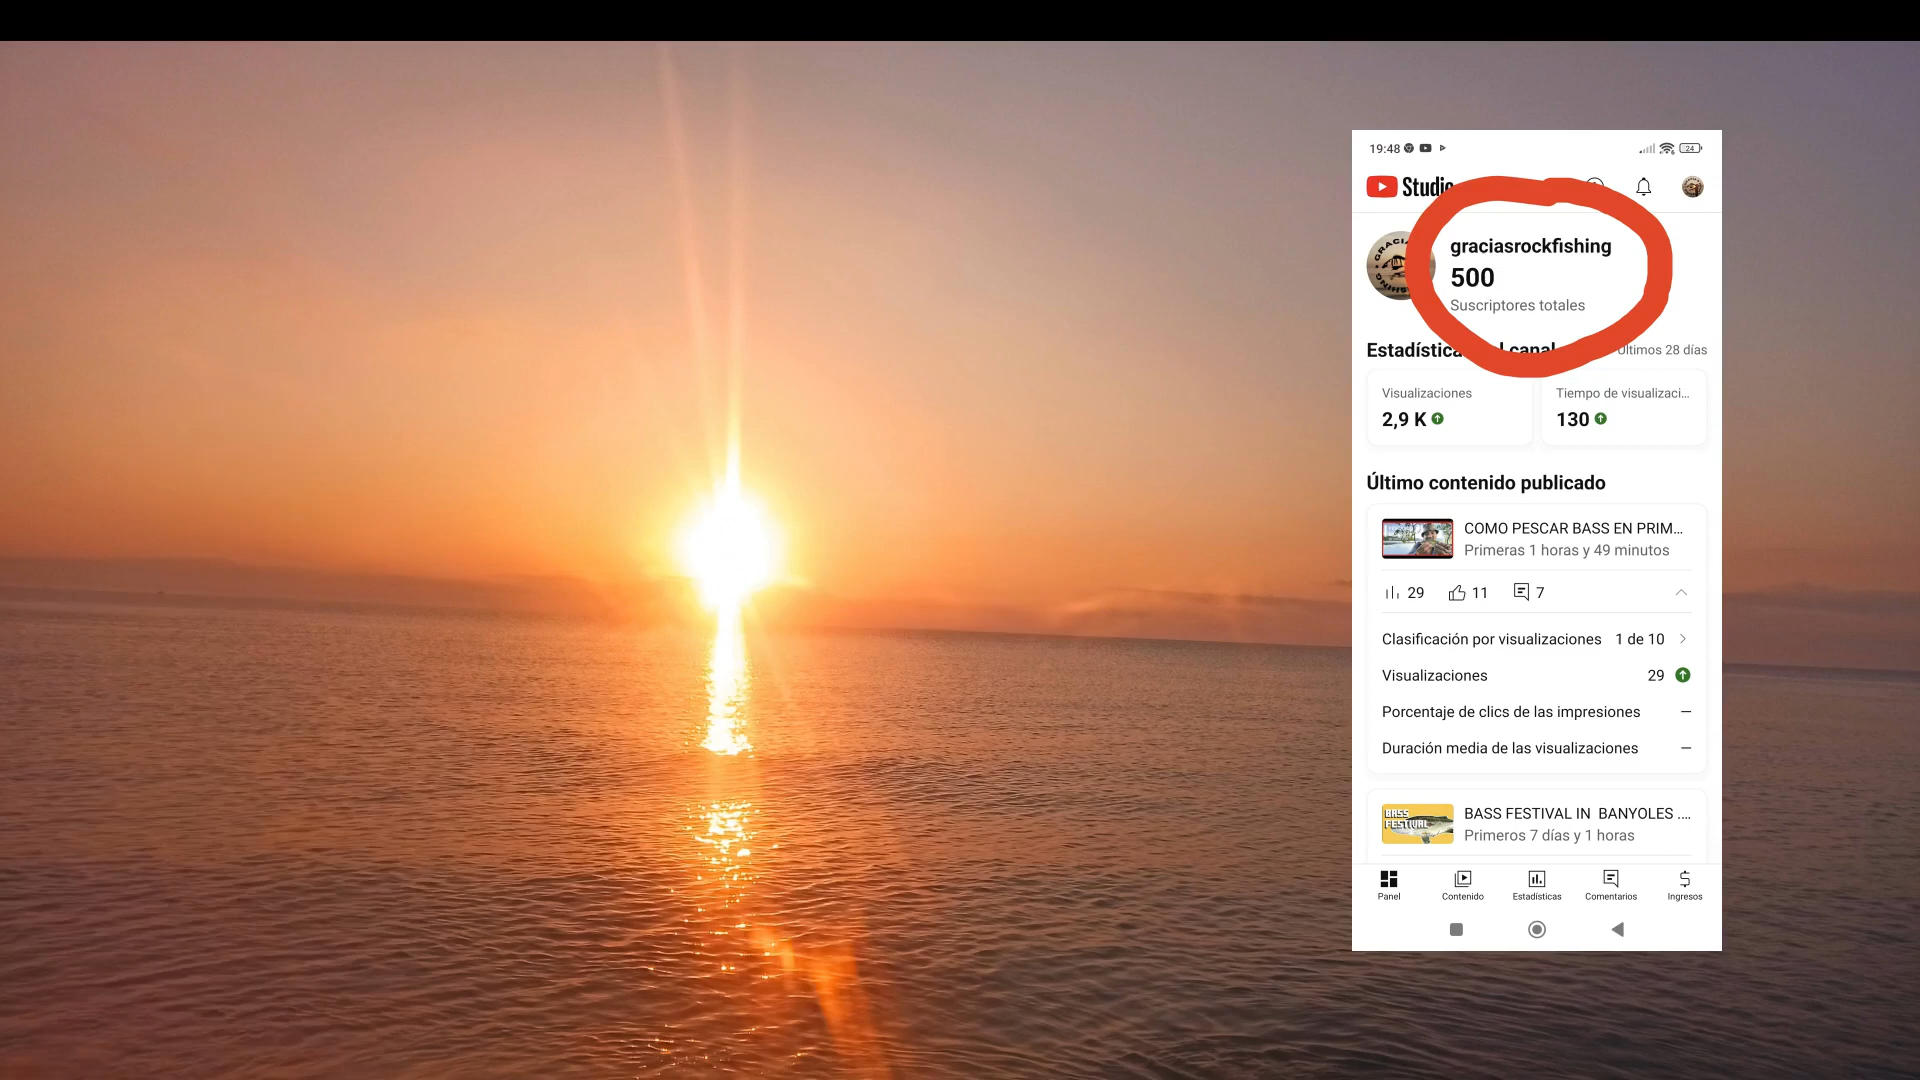 19:48
24
Studio
graciasrockfishing
500
Suscriptores totales
Últimos 28 días
Visualizaciones
2,9 K
Tiempo de visualizaci...
130
Último contenido publicado
COMO PESCAR BASS EN PRIM...
Primeras 1 horas y 49 minutos
29 11 7
Clasificación por visualizaciones 1 de 10
Visualizaciones 29
Porcentaje de clics de las impresiones —
Duración media de las visualizaciones —
BASS
FESTIVAL
BASS FESTIVAL IN BANYOLES ....
Primeros 7 días y 1 horas
Panel Contenido Estadísticas Comentarios Ingresos